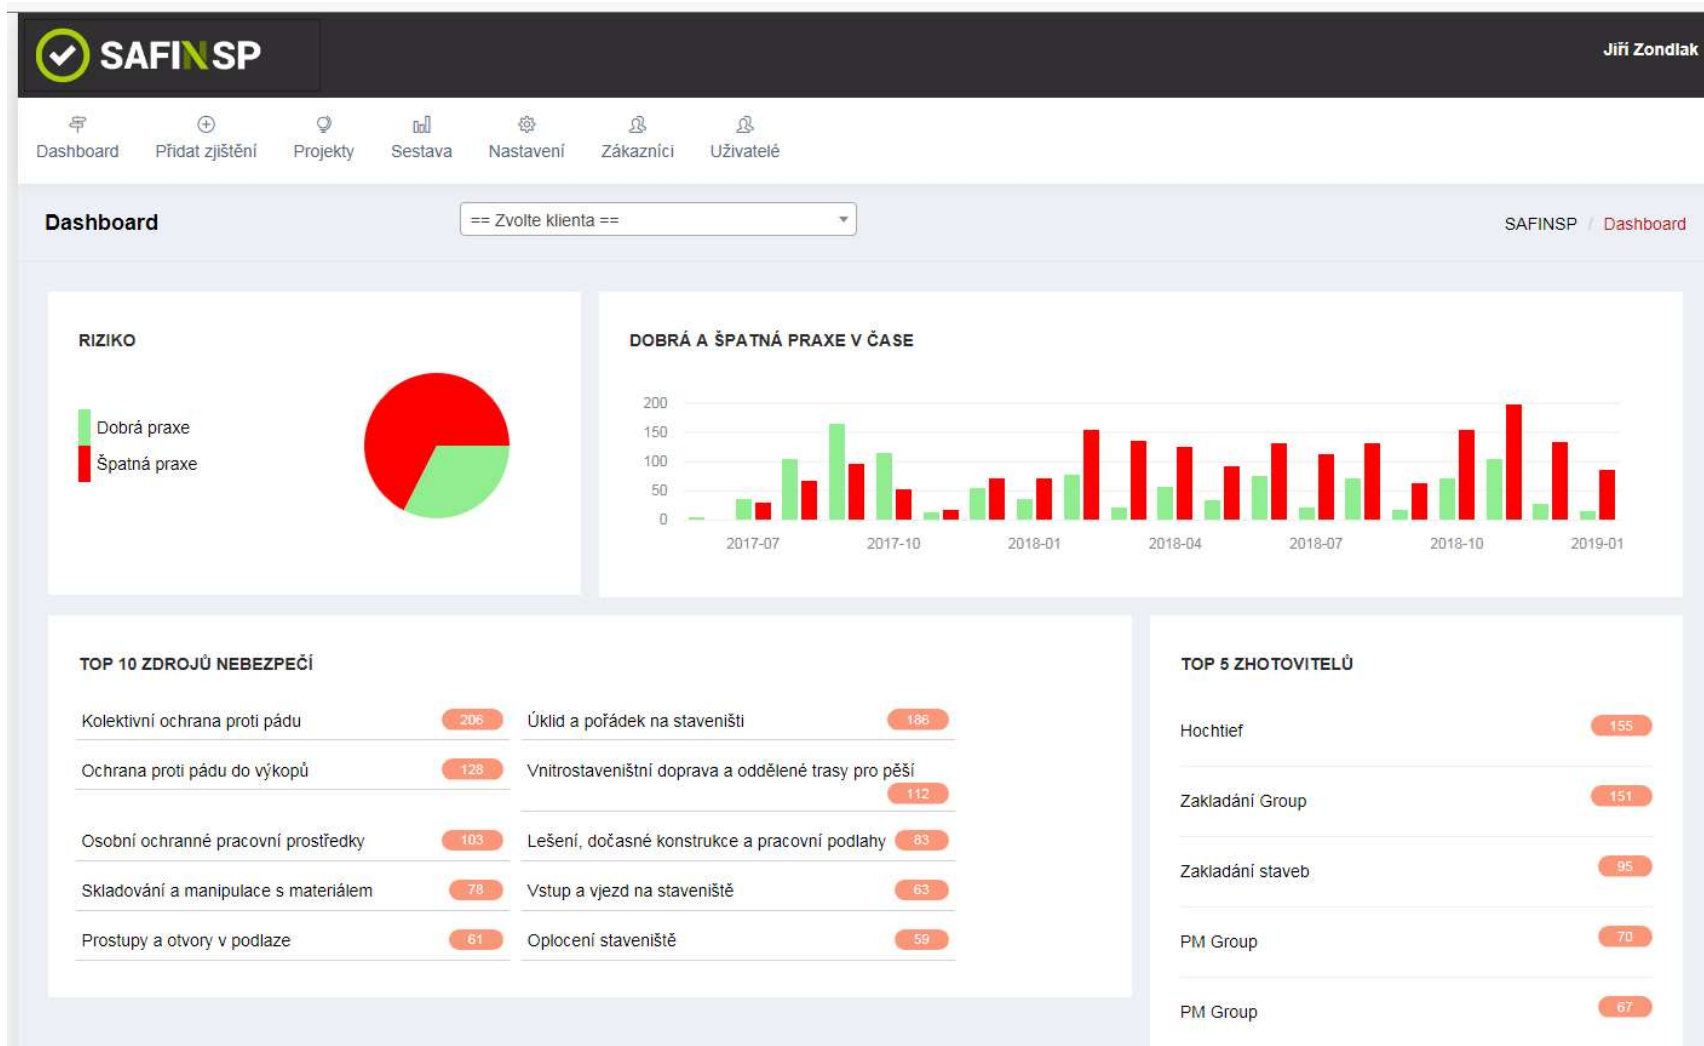 SAFINSP
Jiří Zondlak
Dashboard
Přidat zjištění
Projekty
Sestava
Nastavení
Zákazníci
Uživatelé
Dashboard
== Zvolte klienta ==
SAFINSP / Dashboard
RIZIKO
Dobrá praxe
Špatná praxe
DOBRÁ A ŠPATNÁ PRAXE V ČASE
200
150
100
50
0
2017-07
2017-10
2018-01
2018-04
2018-07
2018-10
2019-01
TOP 10 ZDROJŮ NEBEZPEČÍ
Kolektivní ochrana proti pádu 206
Úklid a pořádek na staveništi 186
Ochrana proti pádu do výkopů 128
Vnitrostaveništní doprava a oddělené trasy pro pěší
112
Osobní ochranné pracovní prostředky 103
Lešení, dočasné konstrukce a pracovní podlahy 83
Skladování a manipulace s materiálem 78
Vstup a vjezd na staveniště 63
Prostupy a otvory v podlaze 61
Oplocení staveniště 59
TOP 5 ZHOTOVITELŮ
Hochtief 155
Zakladání Group 151
Zakladání staveb 95
PM Group 70
PM Group 67